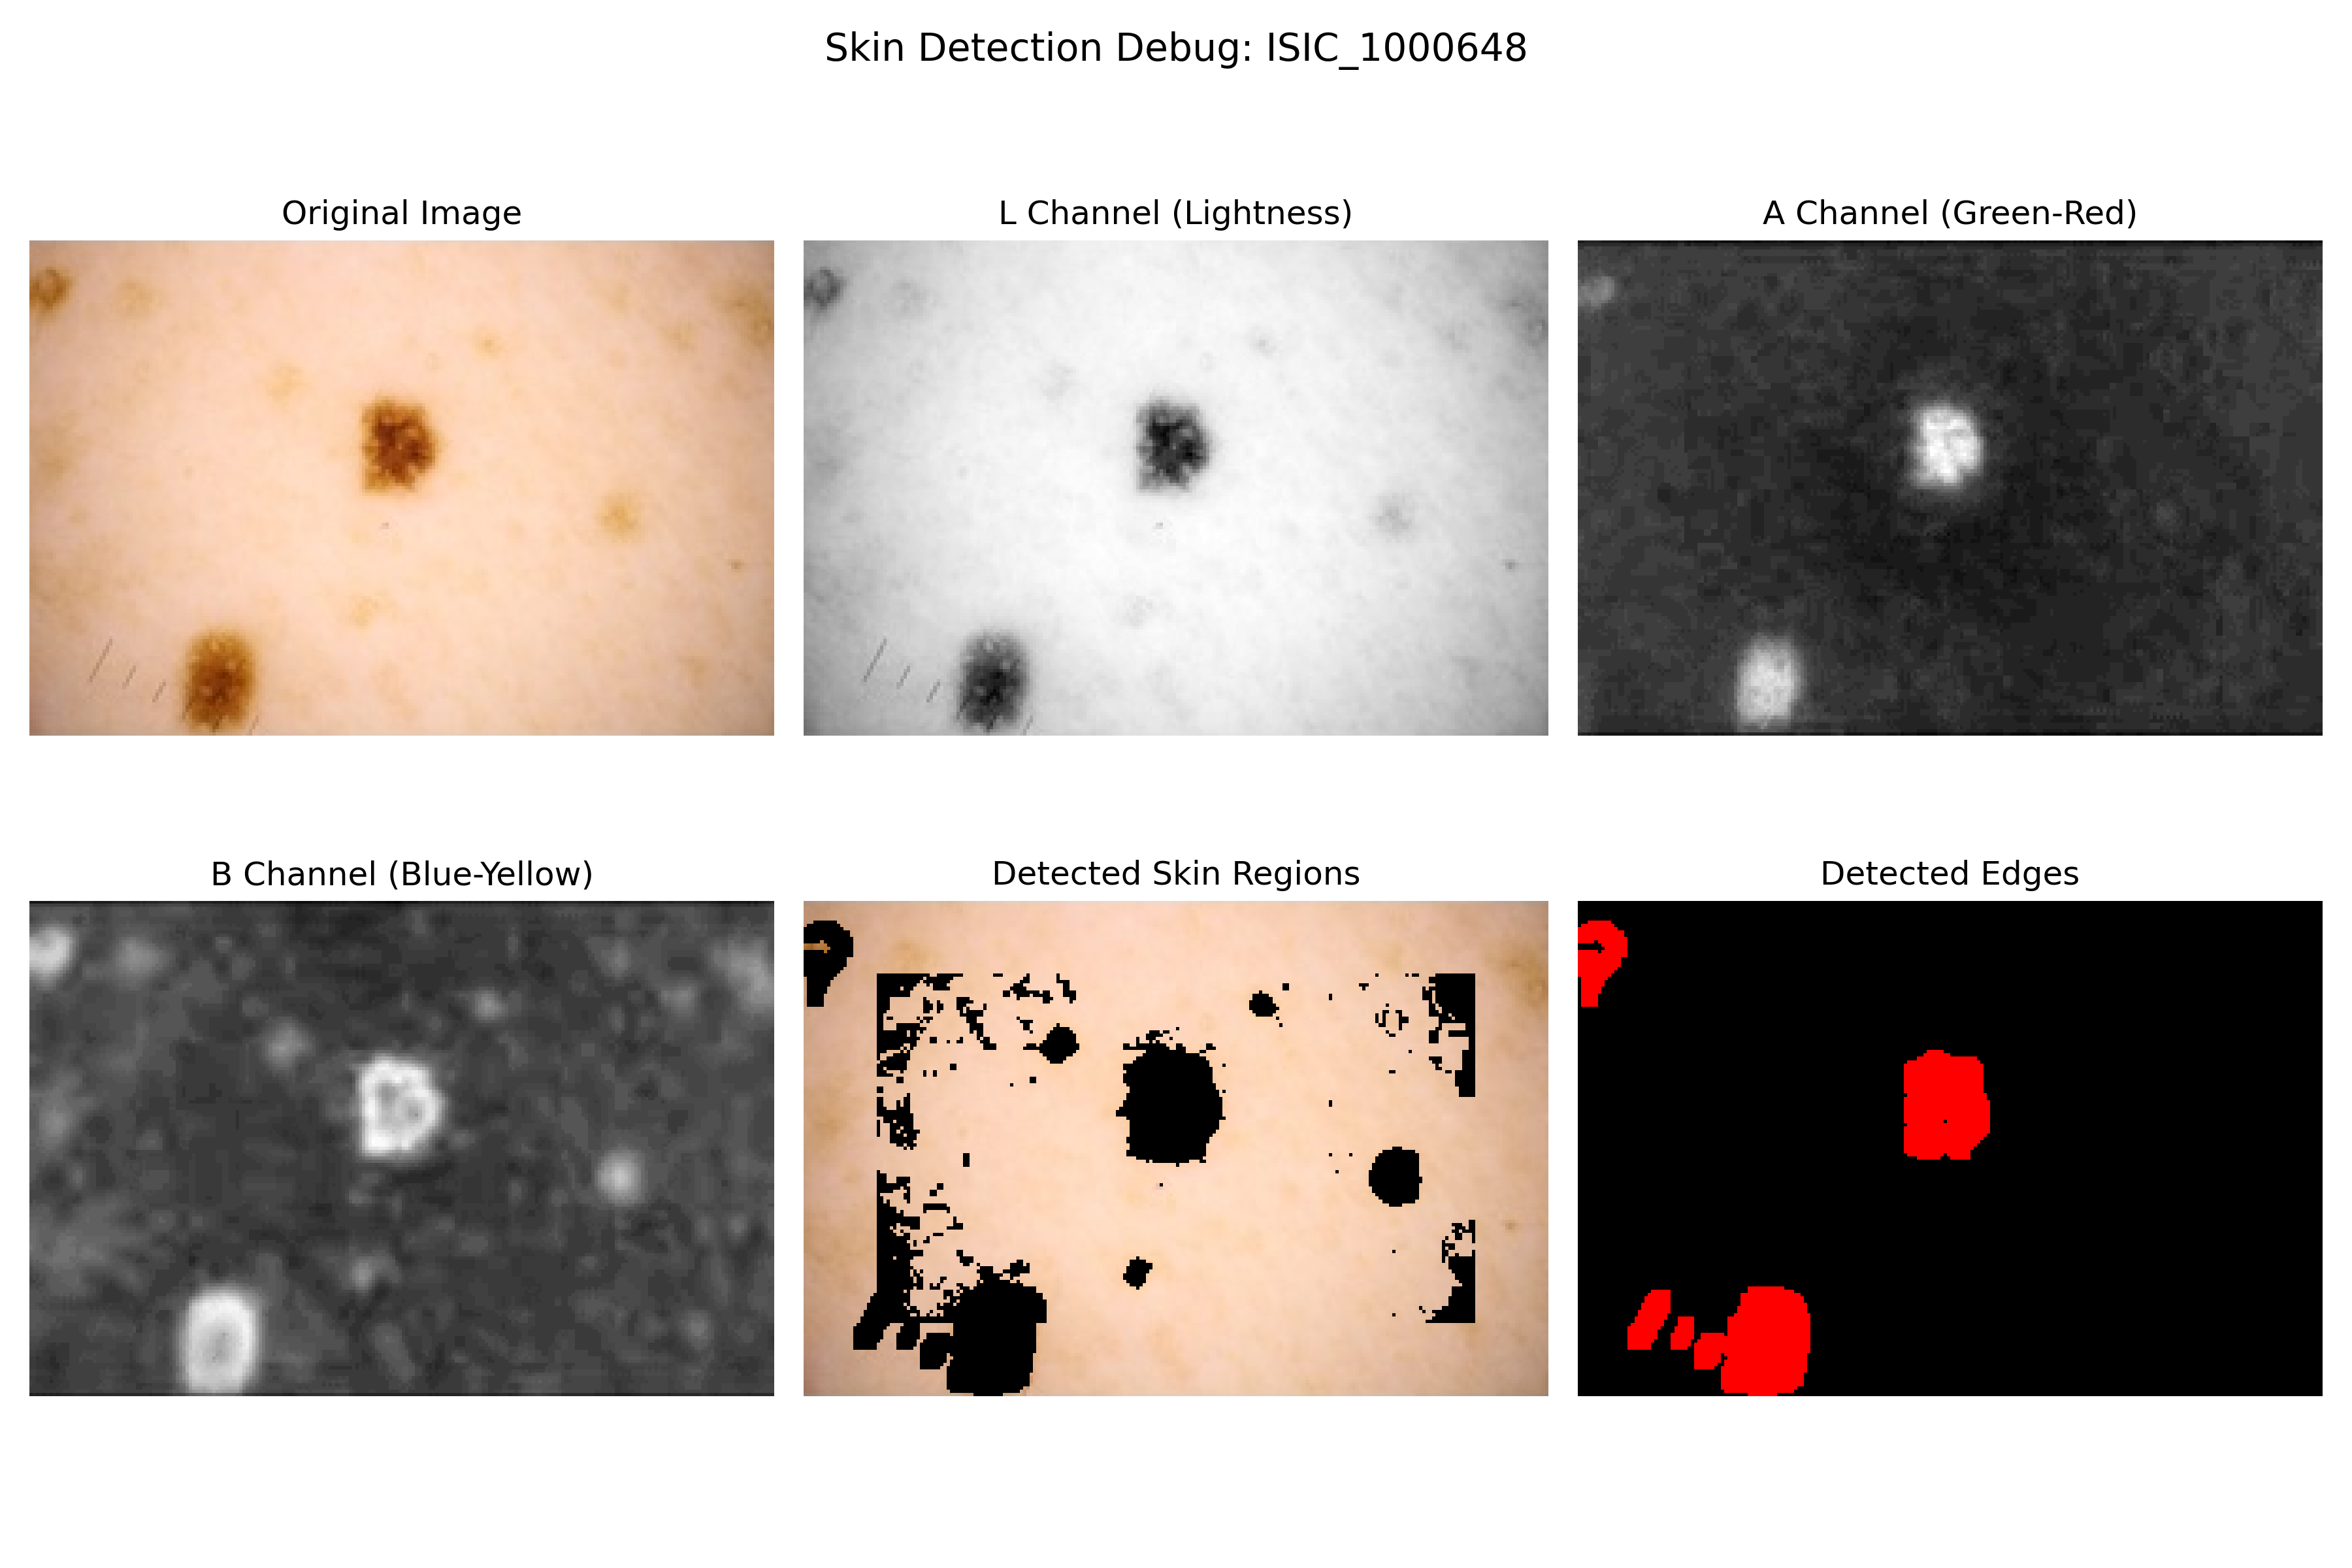 Skin Detection Debug: ISIC_1000648
Original Image
L Channel (Lightness)
A Channel (Green-Red)
B Channel (Blue-Yellow)
Detected Skin Regions
Detected Edges